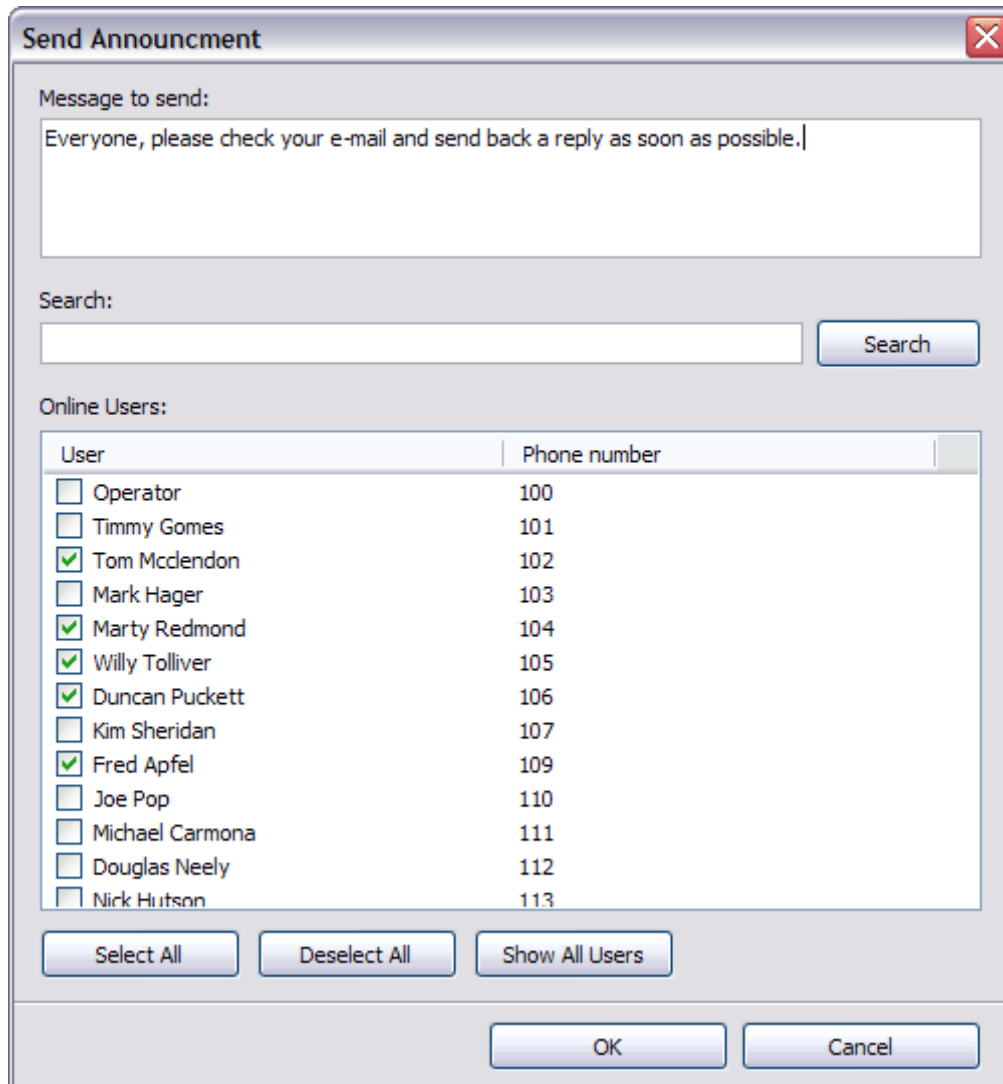 Send Announcment
Message to send:
Everyone, please check your e-mail and send back a reply as soon as possible.
Search:
Search
Online Users:
User Phone number
Operator 100
Timmy Gomes 101
Tom Mcclendon 102
Mark Hager 103
Marty Redmond 104
Willy Tolliver 105
Duncan Puckett 106
Kim Sheridan 107
Fred Apfel 109
Joe Pop 110
Michael Carmona 111
Douglas Neely 112
Nick Hutson 113
Select All Deselect All Show All Users
OK Cancel